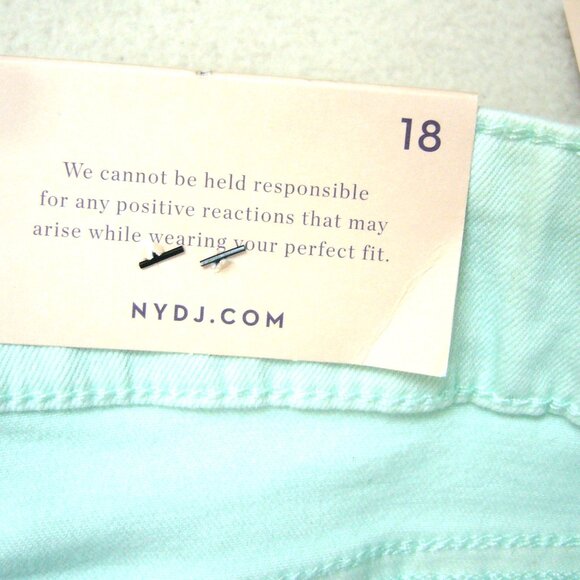 18
We cannot be held responsible
for any positive reactions that may
arise while wearing your perfect fit.
NYDJ.COM